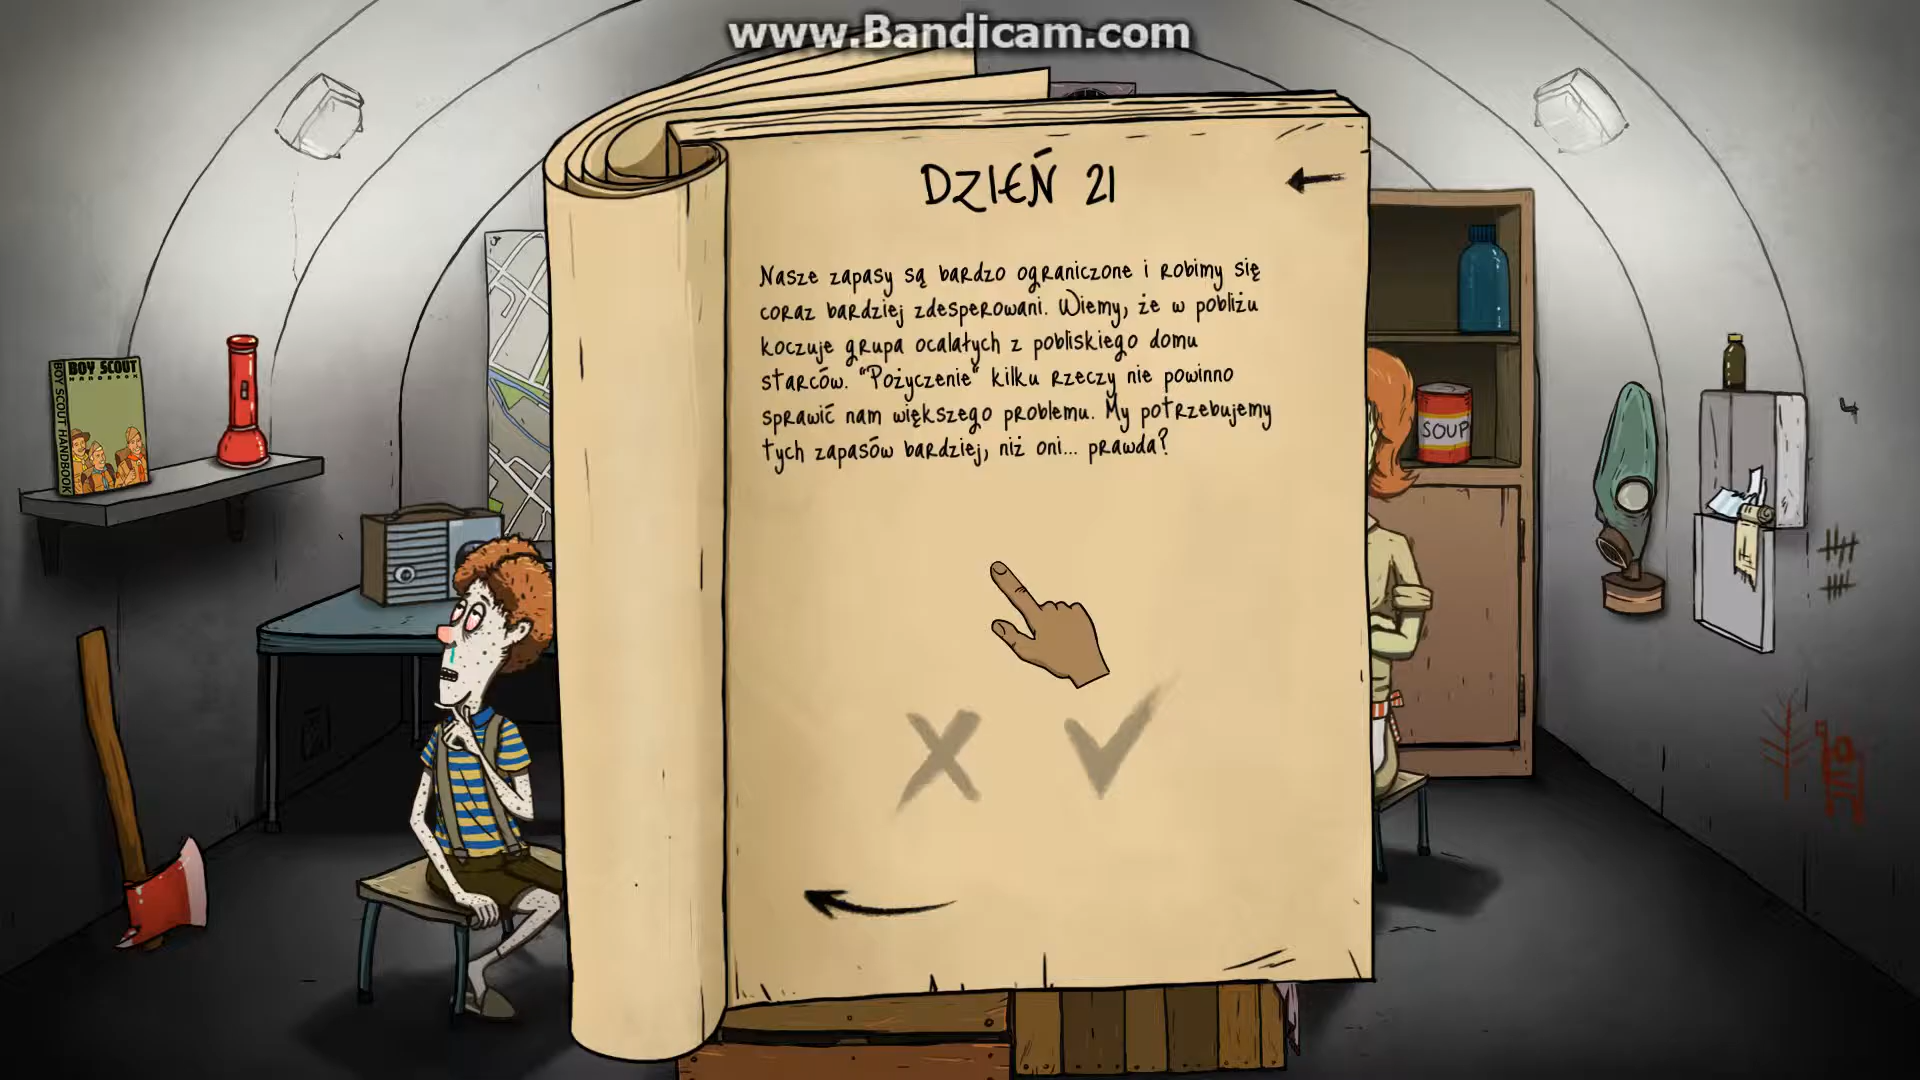 www.Bandicam.com
DZIEŃ 21
Nasze zapasy są bardzo ograniczone i robimy się
coraz bardziej zdesperowani. Wiemy, że w pobliżu
koczuje grupa ocalałych z pobliskiego domu
starców. "Pożyczenie" kilku rzeczy nie powinno
sprawić nam większego problemu. My potrzebujemy
tych zapasów bardziej, niż oni... prawda?
BOY SCOUT
HANDBOOK
BOY SCOUT HANDBOOK
SOUP